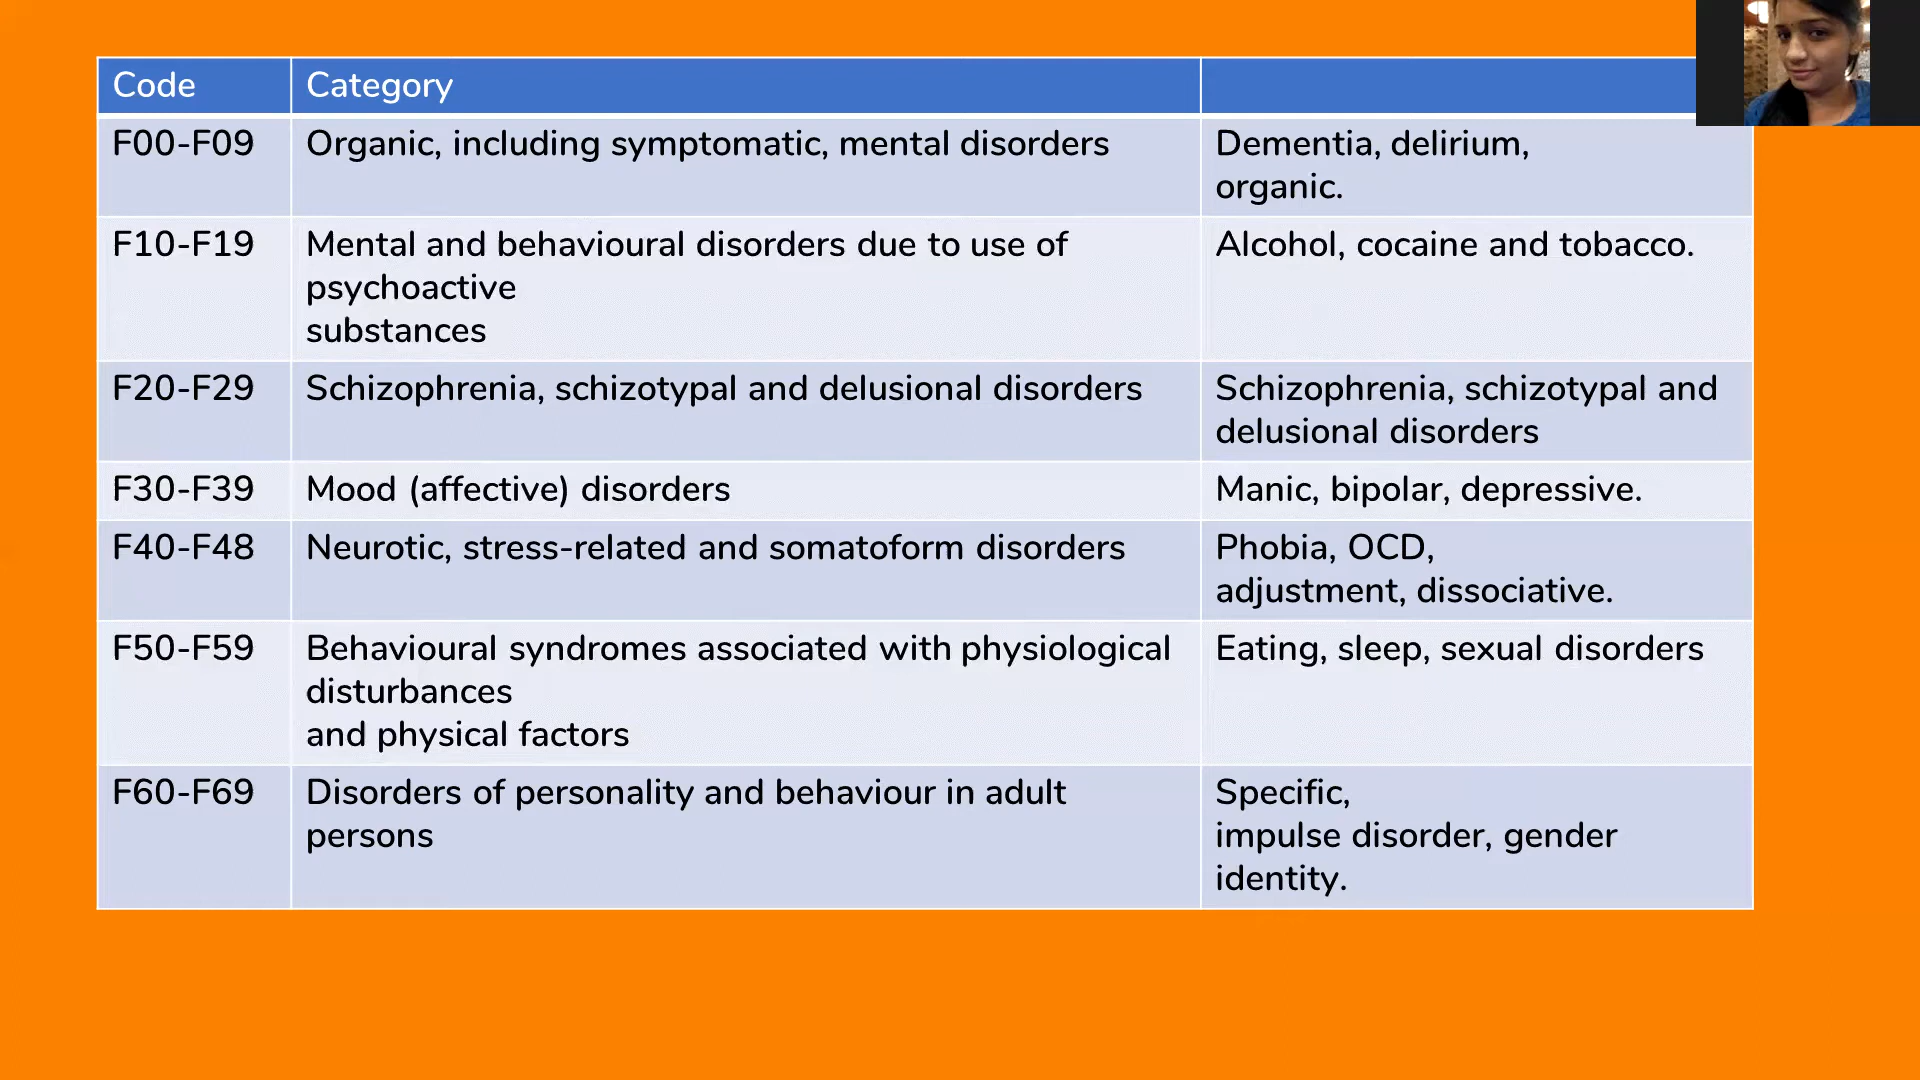 Code Category
F00-F09 Organic, including symptomatic, mental disorders Dementia, delirium,
organic.
F10-F19 Mental and behavioural disorders due to use of Alcohol, cocaine and tobacco.
psychoactive
substances
F20-F29 Schizophrenia, schizotypal and delusional disorders Schizophrenia, schizotypal and
delusional disorders
F30-F39 Mood (affective) disorders Manic, bipolar, depressive.
F40-F48 Neurotic, stress-related and somatoform disorders Phobia, OCD,
adjustment, dissociative.
F50-F59 Behavioural syndromes associated with physiological Eating, sleep, sexual disorders
disturbances
and physical factors
F60-F69 Disorders of personality and behaviour in adult Specific,
persons impulse disorder, gender
identity.